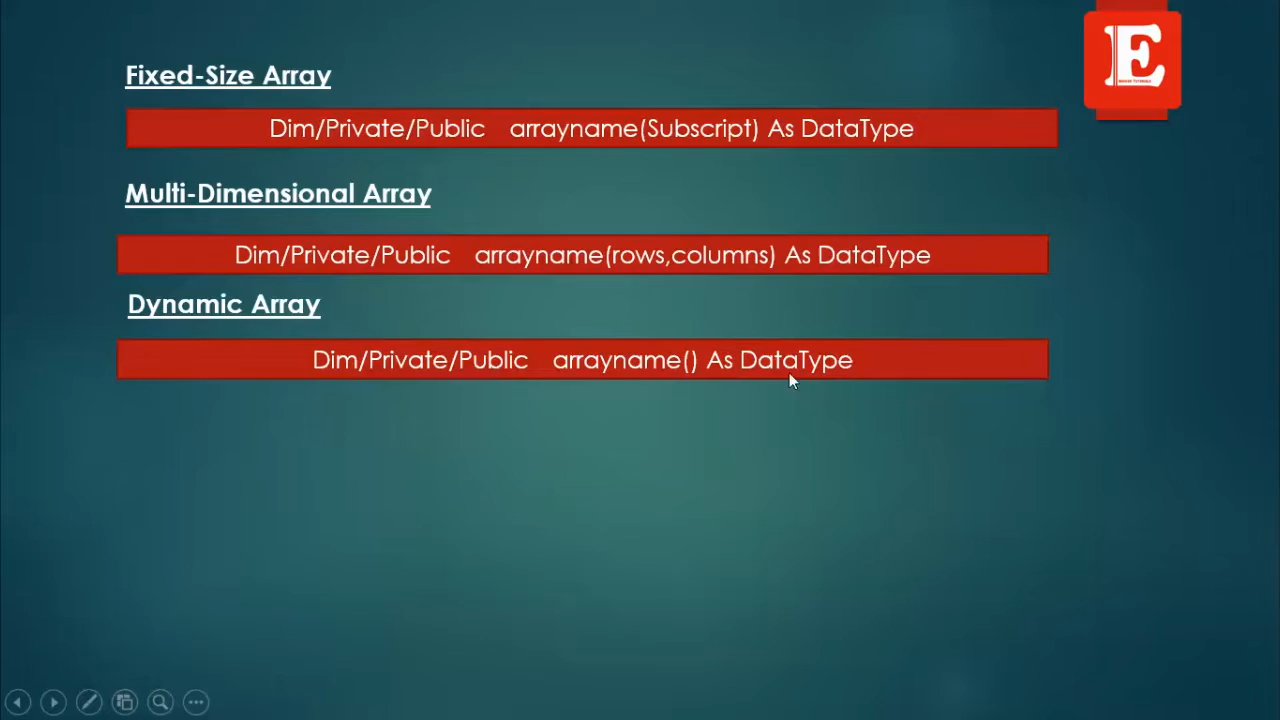 Fixed-Size Array
Dim/Private/Public arrayname(Subscript) As DataType
Multi-Dimensional Array
Dim/Private/Public arrayname(rows,columns) As DataType
Dynamic Array
Dim/Private/Public arrayname() As DataType
E